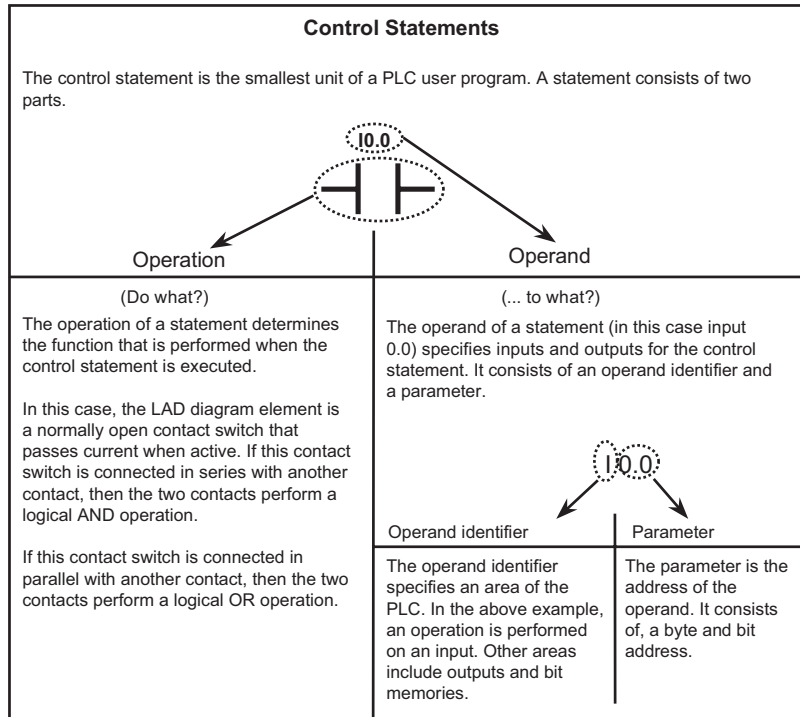 Control Statements
The control statement is the smallest unit of a PLC user program. A statement consists of two
parts.
I0.0
Operation
Operand
(Do what?)
The operation of a statement determines
the function that is performed when the
control statement is executed.
In this case, the LAD diagram element is
a normally open contact switch that
passes current when active. If this contact
switch is connected in series with another
contact, then the two contacts perform a
logical AND operation.
If this contact switch is connected in
parallel with another contact, then the two
contacts perform a logical OR operation.
(... to what?)
The operand of a statement (in this case input
0.0) specifies inputs and outputs for the control
statement. It consists of an operand identifier and
a parameter.
I 0.0
Operand identifier
The operand identifier
specifies an area of the
PLC. In the above example,
an operation is performed
on an input. Other areas
include outputs and bit
memories.
Parameter
The parameter is the
address of the
operand. It consists
of, a byte and bit
address.